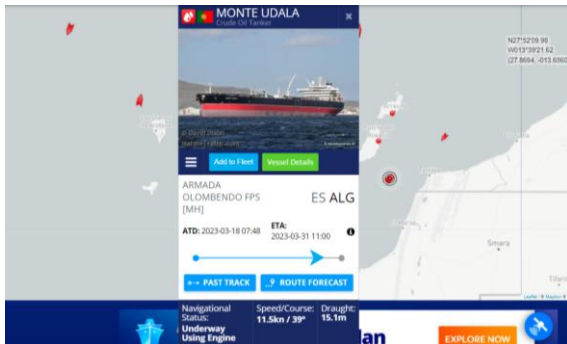 MONTE UDALA
Crude Oil Tanker
×
N27°52'09.98
W013°39'21.62
Add to Fleet
Vessel Details
ARMADA
OLOMBENDO FPS
[MH]
ES ALG
ATD: 2023-03-18 07:48
ETA:
2023-03-31 11:00
PAST TRACK
ROUTE FORECAST
Navigational
Status:
Underway
Using Engine
Speed/Course:
11.5kn / 39°
Draught:
15.1m
Smara
EXPLORE NOW